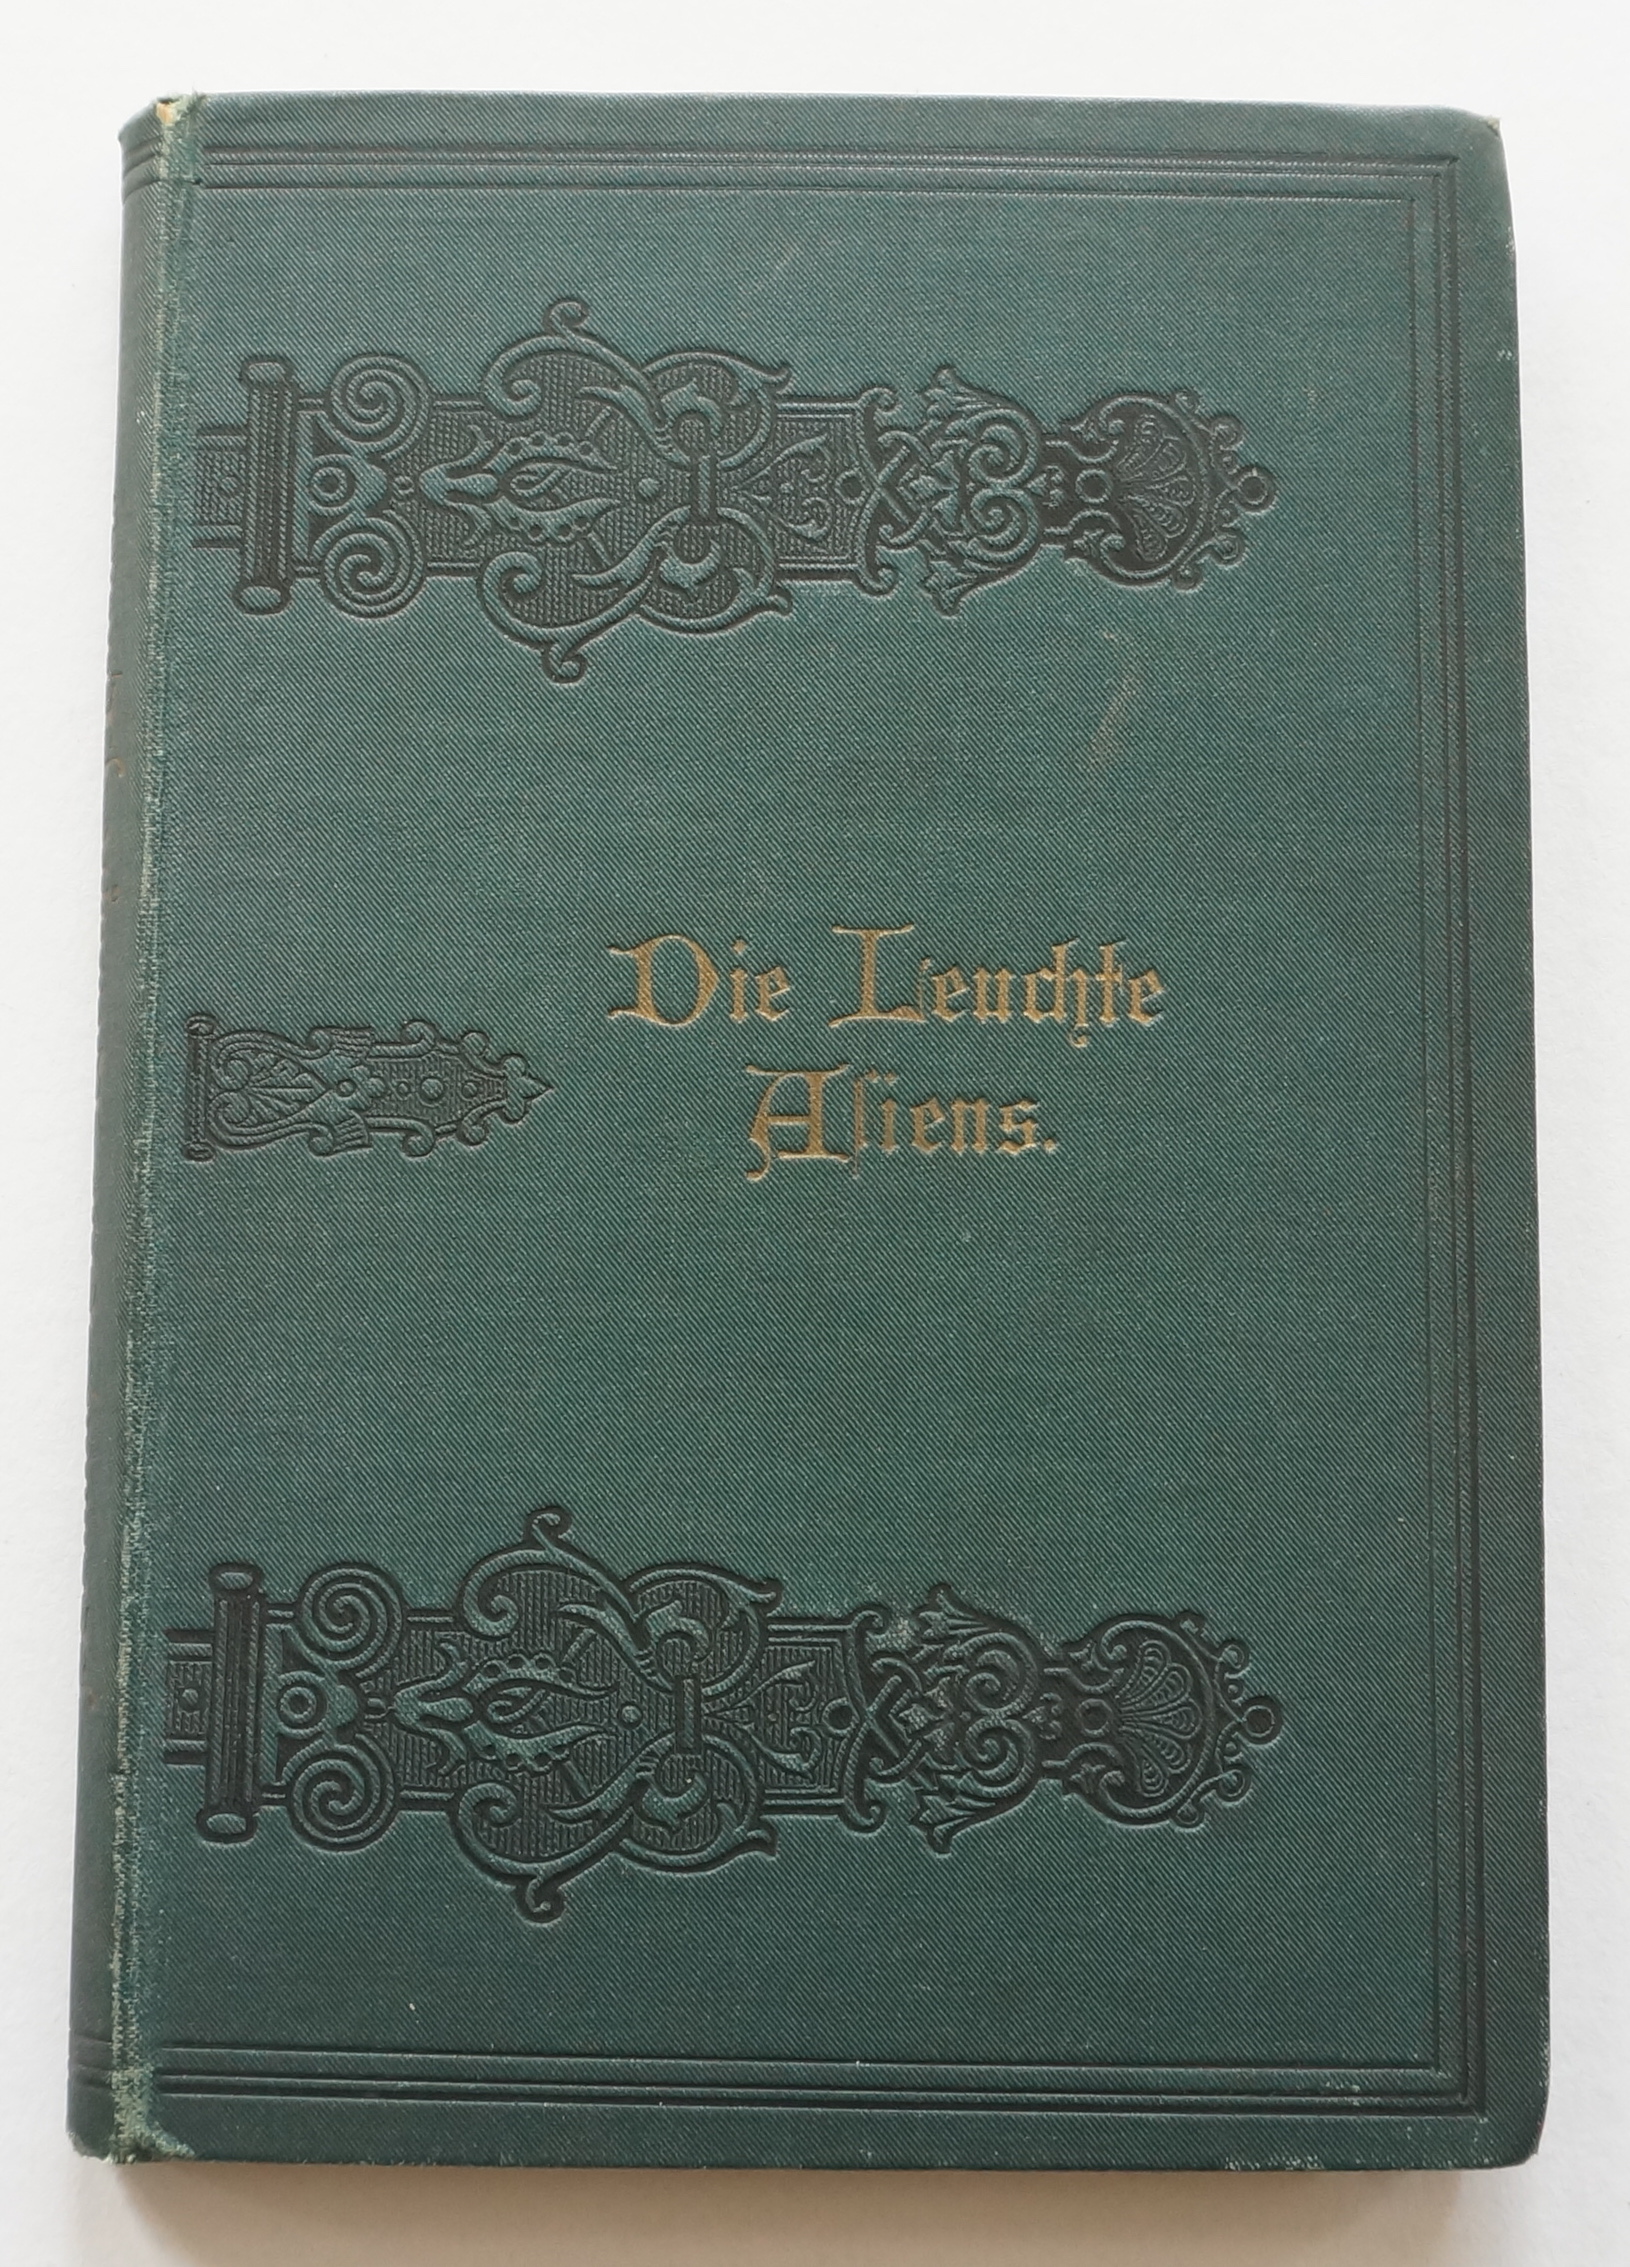 Die Leuchte
Aſiens.